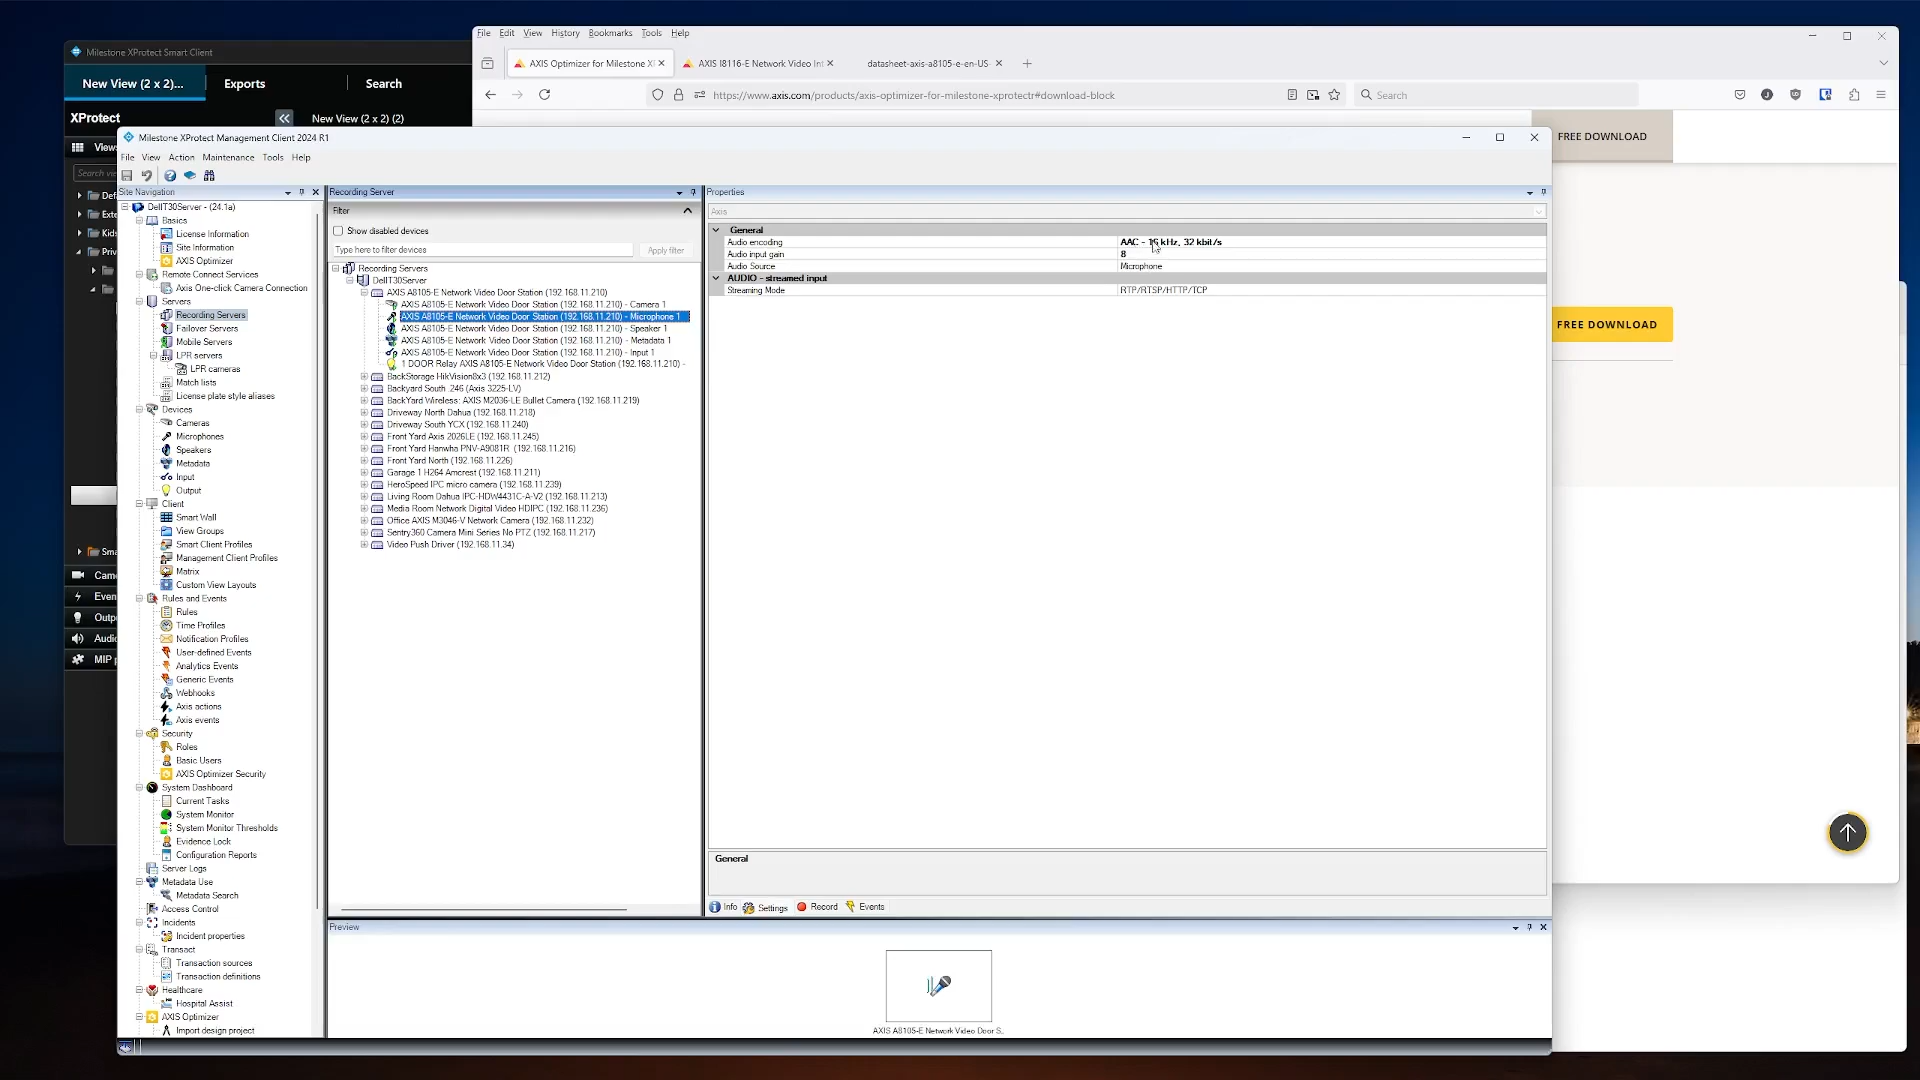 Milestone XProtect Smart Client
New View (2 x 2)...
Exports
Search
XProtect
New View (2 x 2) (2)
File Edit View History Bookmarks Tools Help
AXIS Optimizer for Milestone XP
AXIS I8116-E Network Video Int
datasheet-axis-a8105-e-en-US-
https://www.axis.com/products/axis-optimizer-for-milestone-xprotectr#download-block
Search
FREE DOWNLOAD
FREE DOWNLOAD
Milestone XProtect Management Client 2024 R1
File View Action Maintenance Tools Help
Site Navigation
DellT30Server - (24.1a)
Basics
License Information
Site Information
AXIS Optimizer
Remote Connect Services
Axis One-click Camera Connection
Servers
Recording Servers
Failover Servers
Mobile Servers
LPR servers
LPR cameras
Match lists
License plate style aliases
Devices
Cameras
Microphones
Speakers
Metadata
Input
Output
Client
Smart Wall
View Groups
Smart Client Profiles
Management Client Profiles
Matrix
Custom View Layouts
Rules and Events
Rules
Time Profiles
Notification Profiles
User-defined Events
Analytics Events
Generic Events
Webhooks
Axis actions
Axis events
Security
Roles
Basic Users
AXIS Optimizer Security
System Dashboard
Current Tasks
System Monitor
System Monitor Thresholds
Evidence Lock
Configuration Reports
Server Logs
Metadata Use
Metadata Search
Access Control
Incidents
Incident properties
Transact
Transaction sources
Transaction definitions
Healthcare
Hospital Assist
AXIS Optimizer
Import design project
Recording Server
Filter
Show disabled devices
Type here to filter devices
Apply filter
Recording Servers
DellT30Server
AXIS A8105-E Network Video Door Station (192.168.11.210)
AXIS A8105-E Network Video Door Station (192.168.11.210) - Camera 1
AXIS A8105-E Network Video Door Station (192.168.11.210) - Microphone 1
AXIS A8105-E Network Video Door Station (192.168.11.210) - Speaker 1
AXIS A8105-E Network Video Door Station (192.168.11.210) - Metadata 1
AXIS A8105-E Network Video Door Station (192.168.11.210) - Input 1
1 DOOR Relay AXIS A8105-E Network Video Door Station (192.168.11.210) -
BackStorage HikVision8x3 (192.168.11.212)
Backyard South .246 (Axis 3225-LV)
BackYard Wireless: AXIS M2036-LE Bullet Camera (192.168.11.219)
Driveway North Dahua (192.168.11.218)
Driveway South YCX (192.168.11.240)
Front Yard Axis 2026LE (192.168.11.245)
Front Yard Hanwha PNV-A9081R (192.168.11.216)
Front Yard North (192.168.11.226)
Garage 1 H264 Amcrest (192.168.11.211)
HeroSpeed IPC micro camera (192.168.11.239)
Living Room Dahua IPC-HDW4431C-A-V2 (192.168.11.213)
Media Room Network Digital Video HDIPC (192.168.11.236)
Office AXIS M3046-V Network Camera (192.168.11.232)
Sentry360 Camera Mini Series No PTZ (192.168.11.217)
Video Push Driver (192.168.11.34)
Properties
Axis
General
Audio encoding AAC - 16 kHz, 32 kbit/s
Audio input gain 8
Audio Source Microphone
AUDIO - streamed input
Streaming Mode RTP/RTSP/HTTP/TCP
General
Info Settings Record Events
Preview
AXIS A8105-E Network Video Door S..